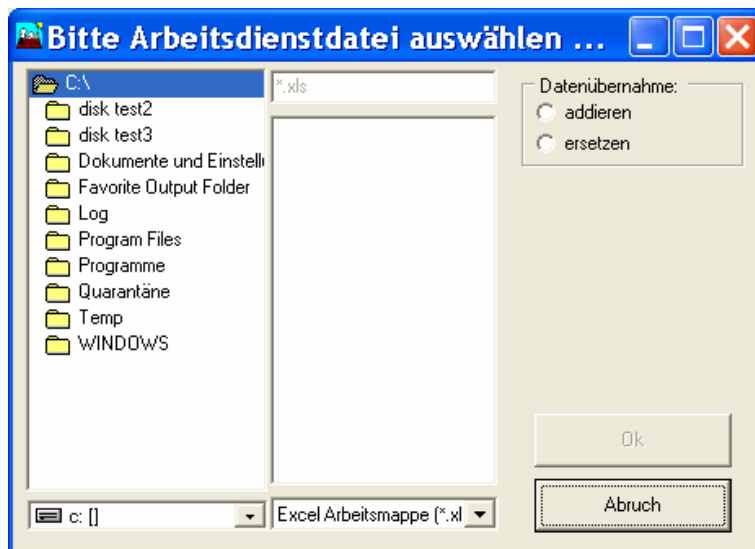 Bitte Arbeitsdienstdatei auswählen ...
C:\
disk test2
disk test3
Dokumente und Einstellu
Favorite Output Folder
Log
Program Files
Programme
Quarantäne
Temp
WINDOWS
c: []
*.xls
Excel Arbeitsmappe (*.xl
Datenübernahme:
addieren
ersetzen
Ok
Abruch